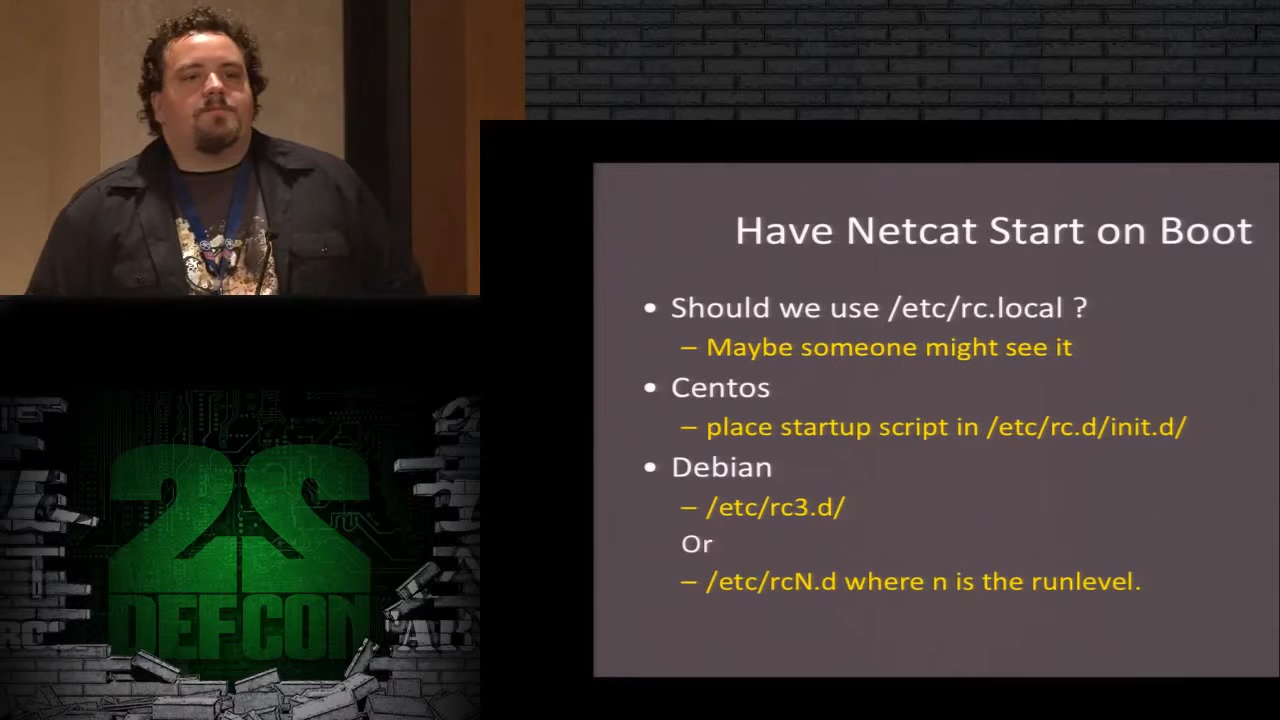 Have Netcat Start on Boot
• Should we use /etc/rc.local ?
– Maybe someone might see it
• Centos
– place startup script in /etc/rc.d/init.d/
• Debian
– /etc/rc3.d/
Or
– /etc/rcN.d where n is the runlevel.
22
DEFCON